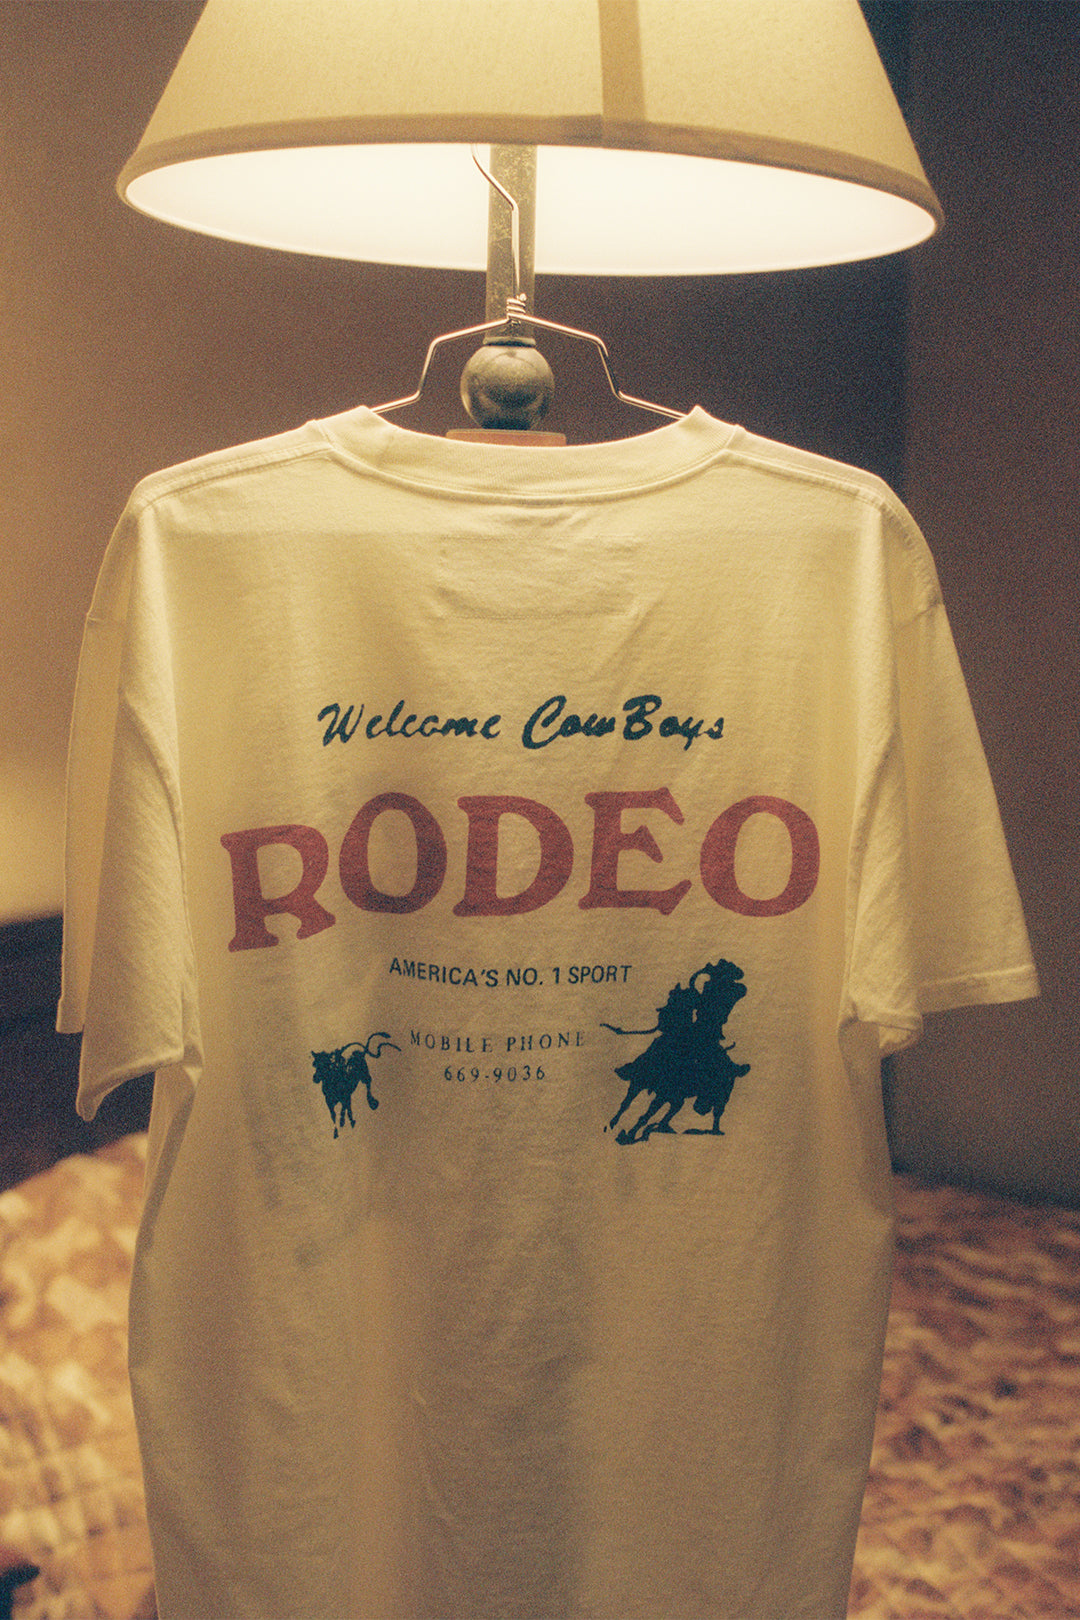 Welcome CowBoys
RODEO
AMERICA'S NO. 1 SPORT
MOBILE PHONE
669-9036